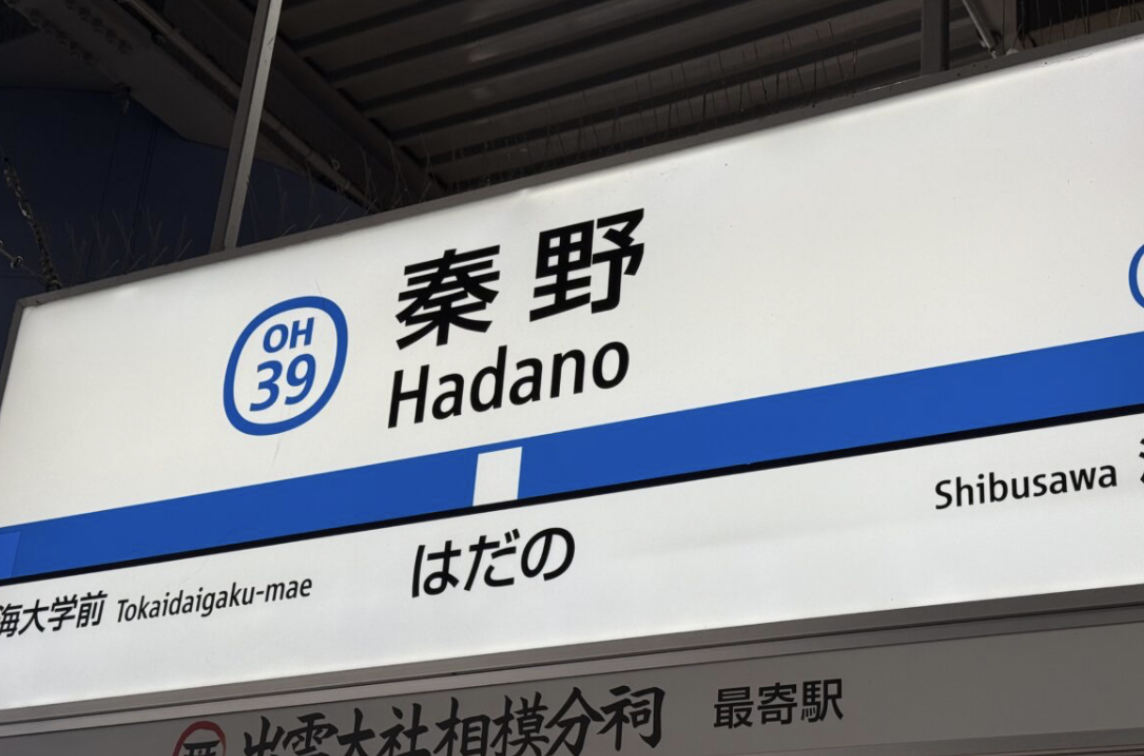 OH
39
秦野
Hadano
はだの
海大学前 Tokaidaigaku-mae
Shibusawa
出雲大社相模分祠 最寄駅